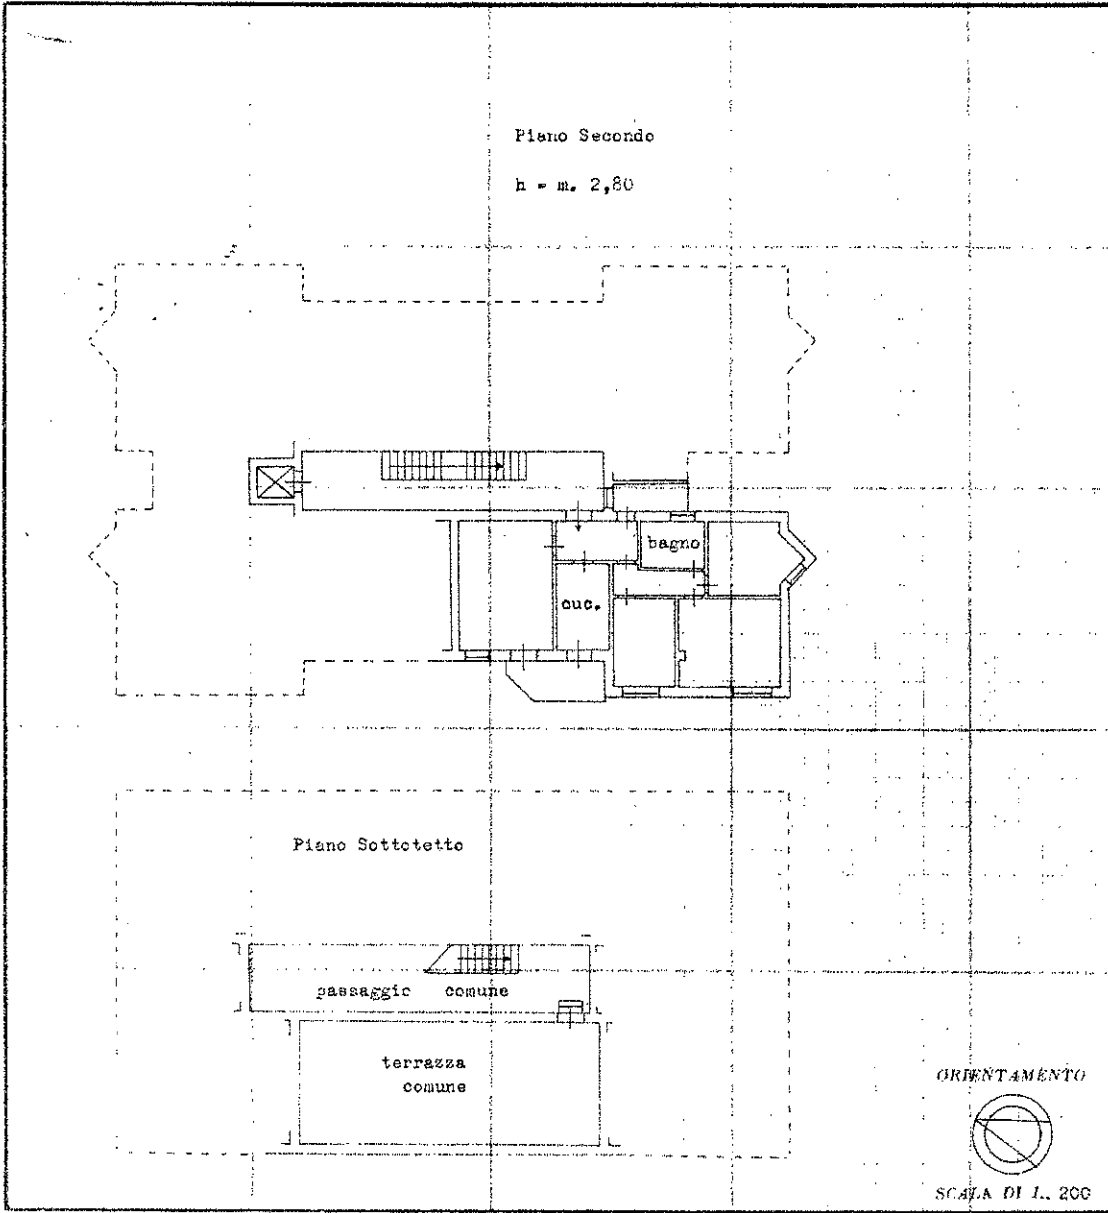 Piano Secondo
h = m. 2,80
bagno
cuc.
Piano Sottotetto
passaggio comune
terrazza
comune
ORIENTAMENTO
SCALA DI 1. 200